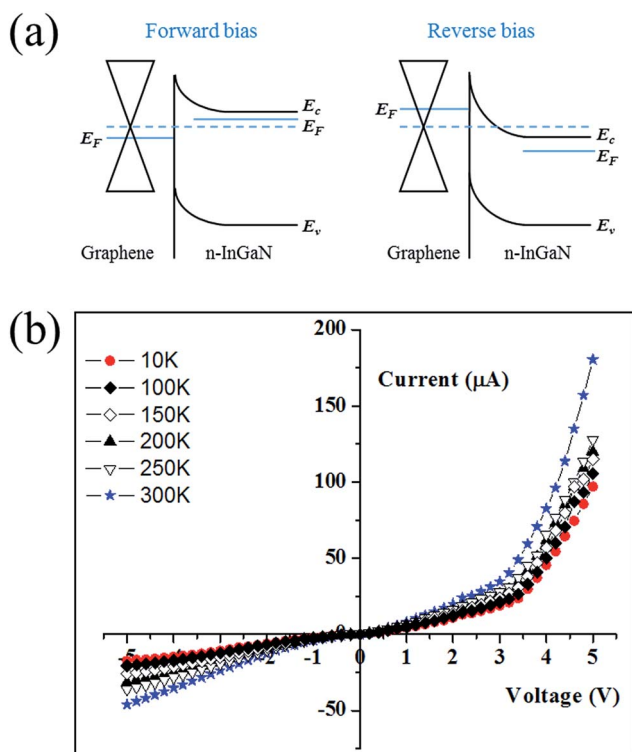 (a)
Forward bias
Reverse bias
E_F
E_c
E_F
E_v
Graphene
n-InGaN
E_F
E_c
E_F
E_v
Graphene
n-InGaN
(b)
10K
100K
150K
200K
250K
300K
Current (μA)
200
150
100
50
0
-50
-5 -4 -3 -2 -1 0 1 2 3 4 5
Voltage (V)